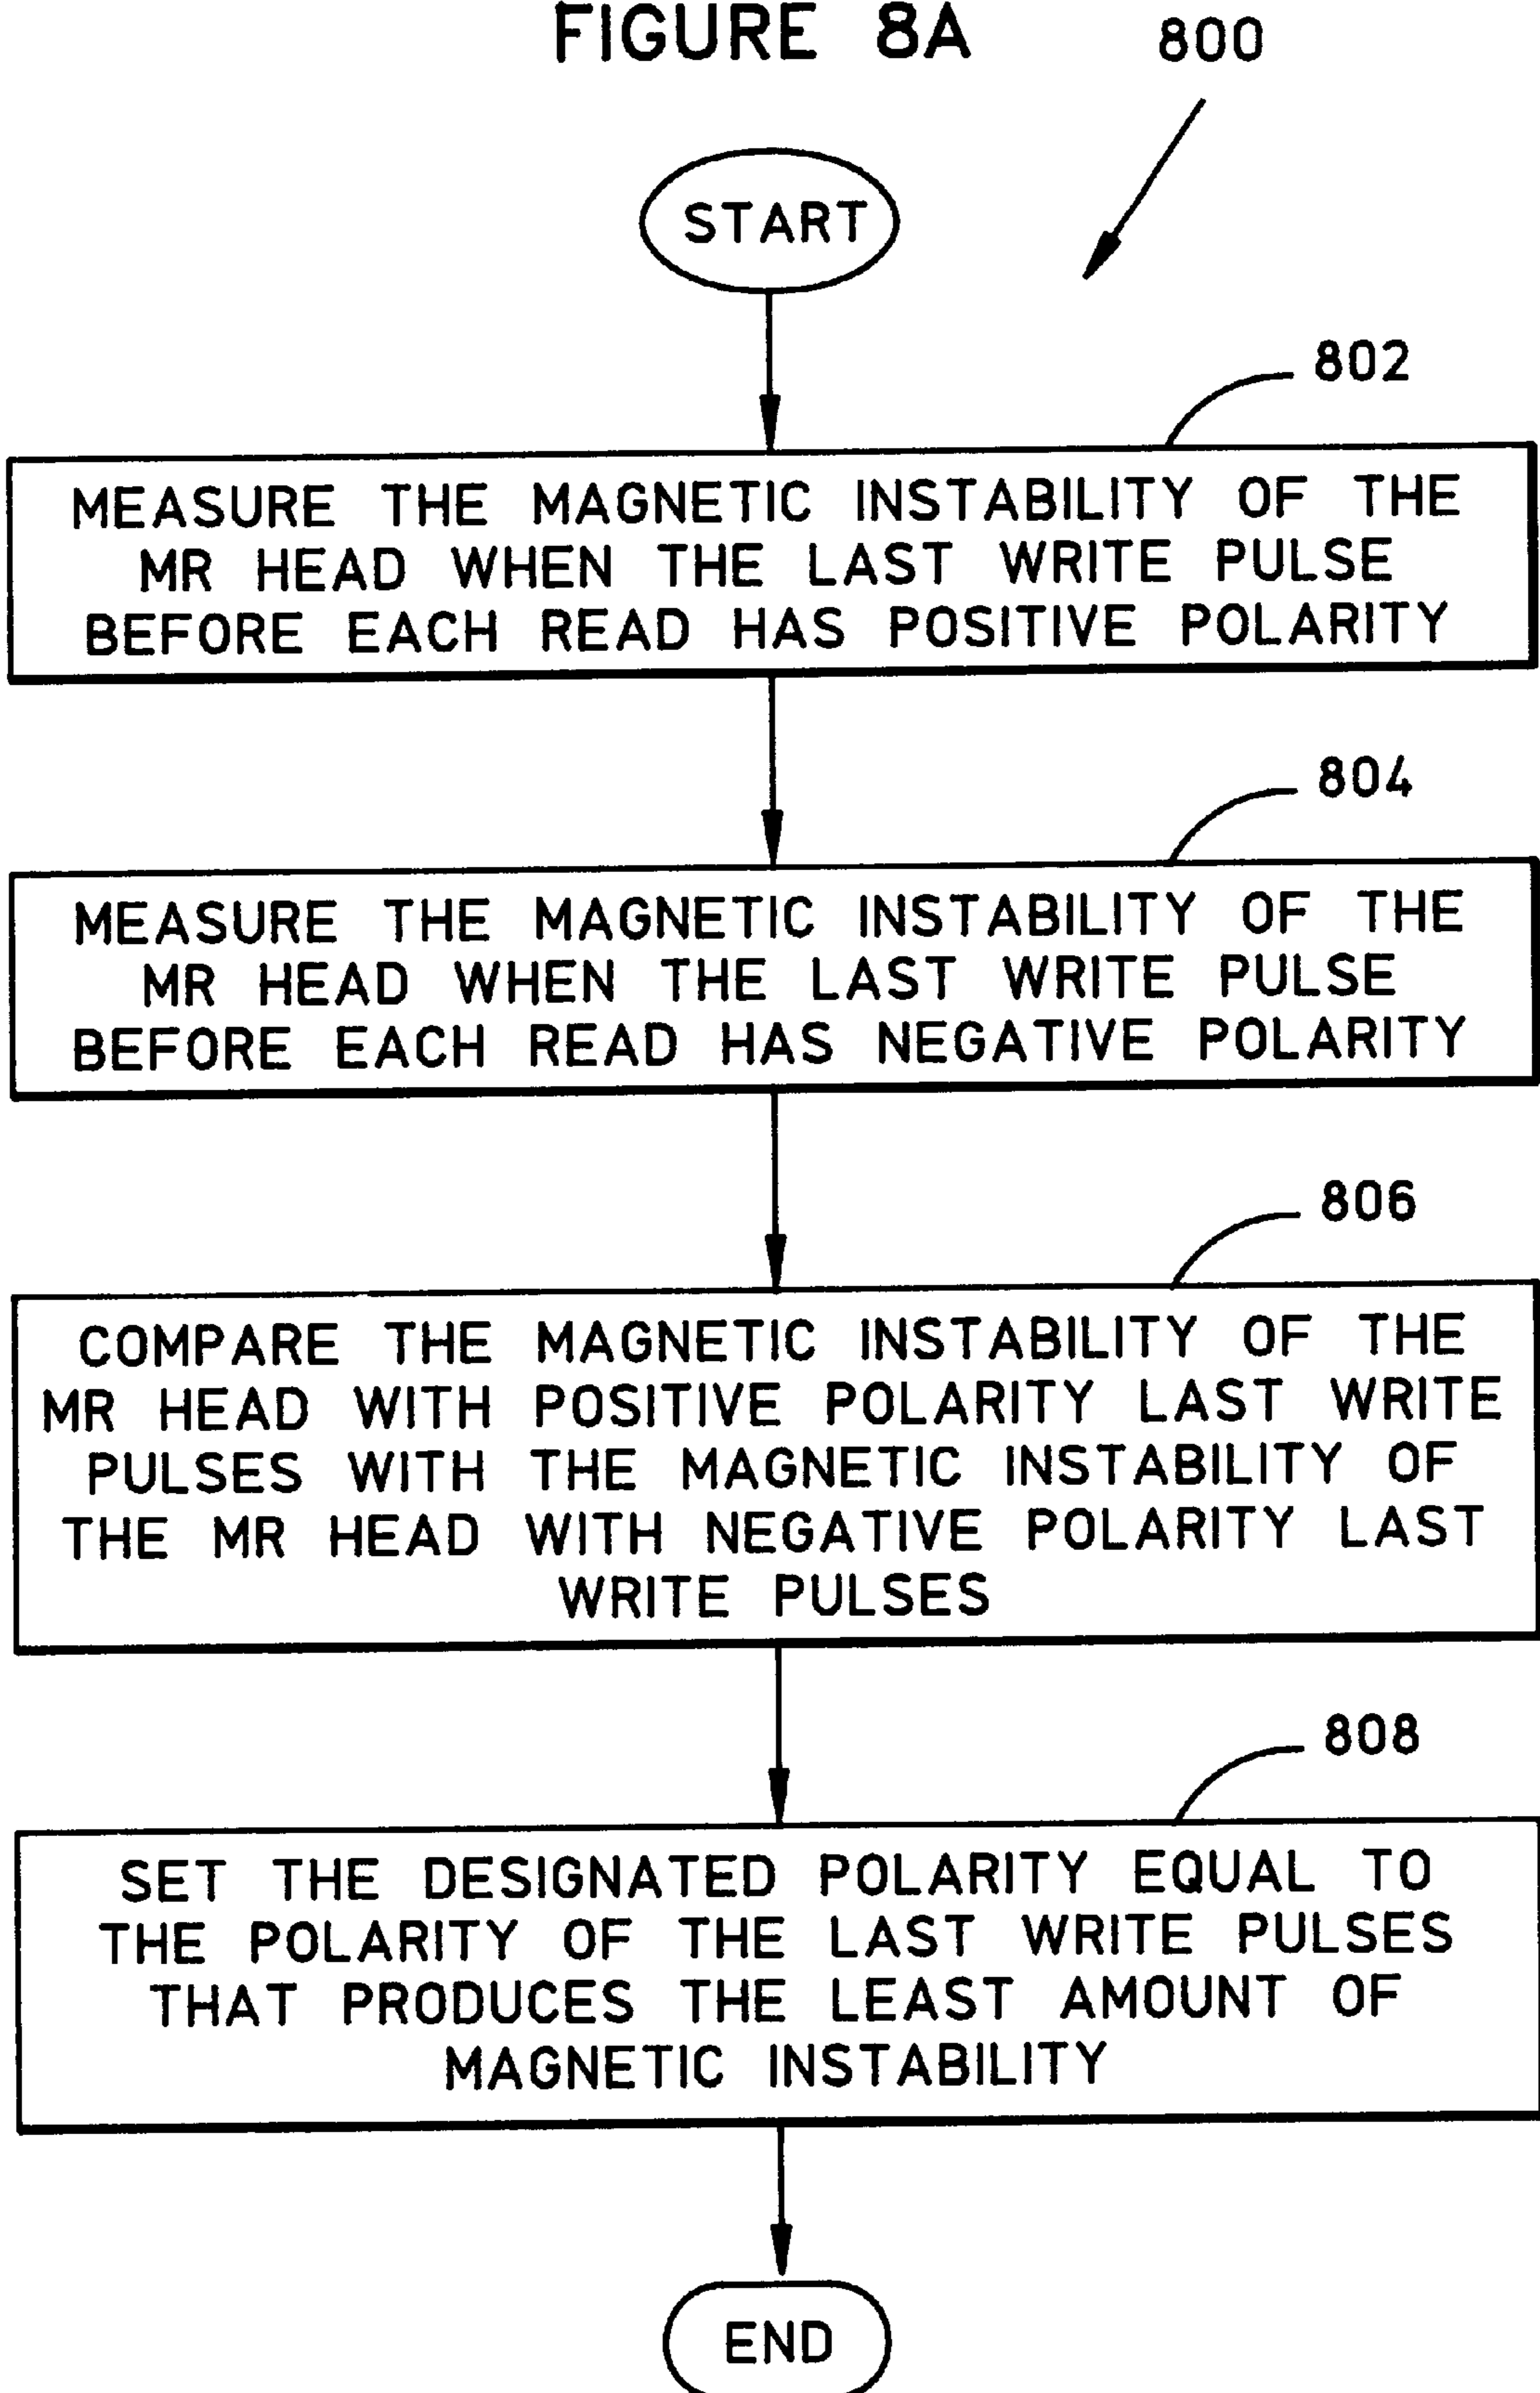 FIGURE 8A
800
START
802
MEASURE THE MAGNETIC INSTABILITY OF THE
MR HEAD WHEN THE LAST WRITE PULSE
BEFORE EACH READ HAS POSITIVE POLARITY
804
MEASURE THE MAGNETIC INSTABILITY OF THE
MR HEAD WHEN THE LAST WRITE PULSE
BEFORE EACH READ HAS NEGATIVE POLARITY
806
COMPARE THE MAGNETIC INSTABILITY OF THE
MR HEAD WITH POSITIVE POLARITY LAST WRITE
PULSES WITH THE MAGNETIC INSTABILITY OF
THE MR HEAD WITH NEGATIVE POLARITY LAST
WRITE PULSES
808
SET THE DESIGNATED POLARITY EQUAL TO
THE POLARITY OF THE LAST WRITE PULSES
THAT PRODUCES THE LEAST AMOUNT OF
MAGNETIC INSTABILITY
END